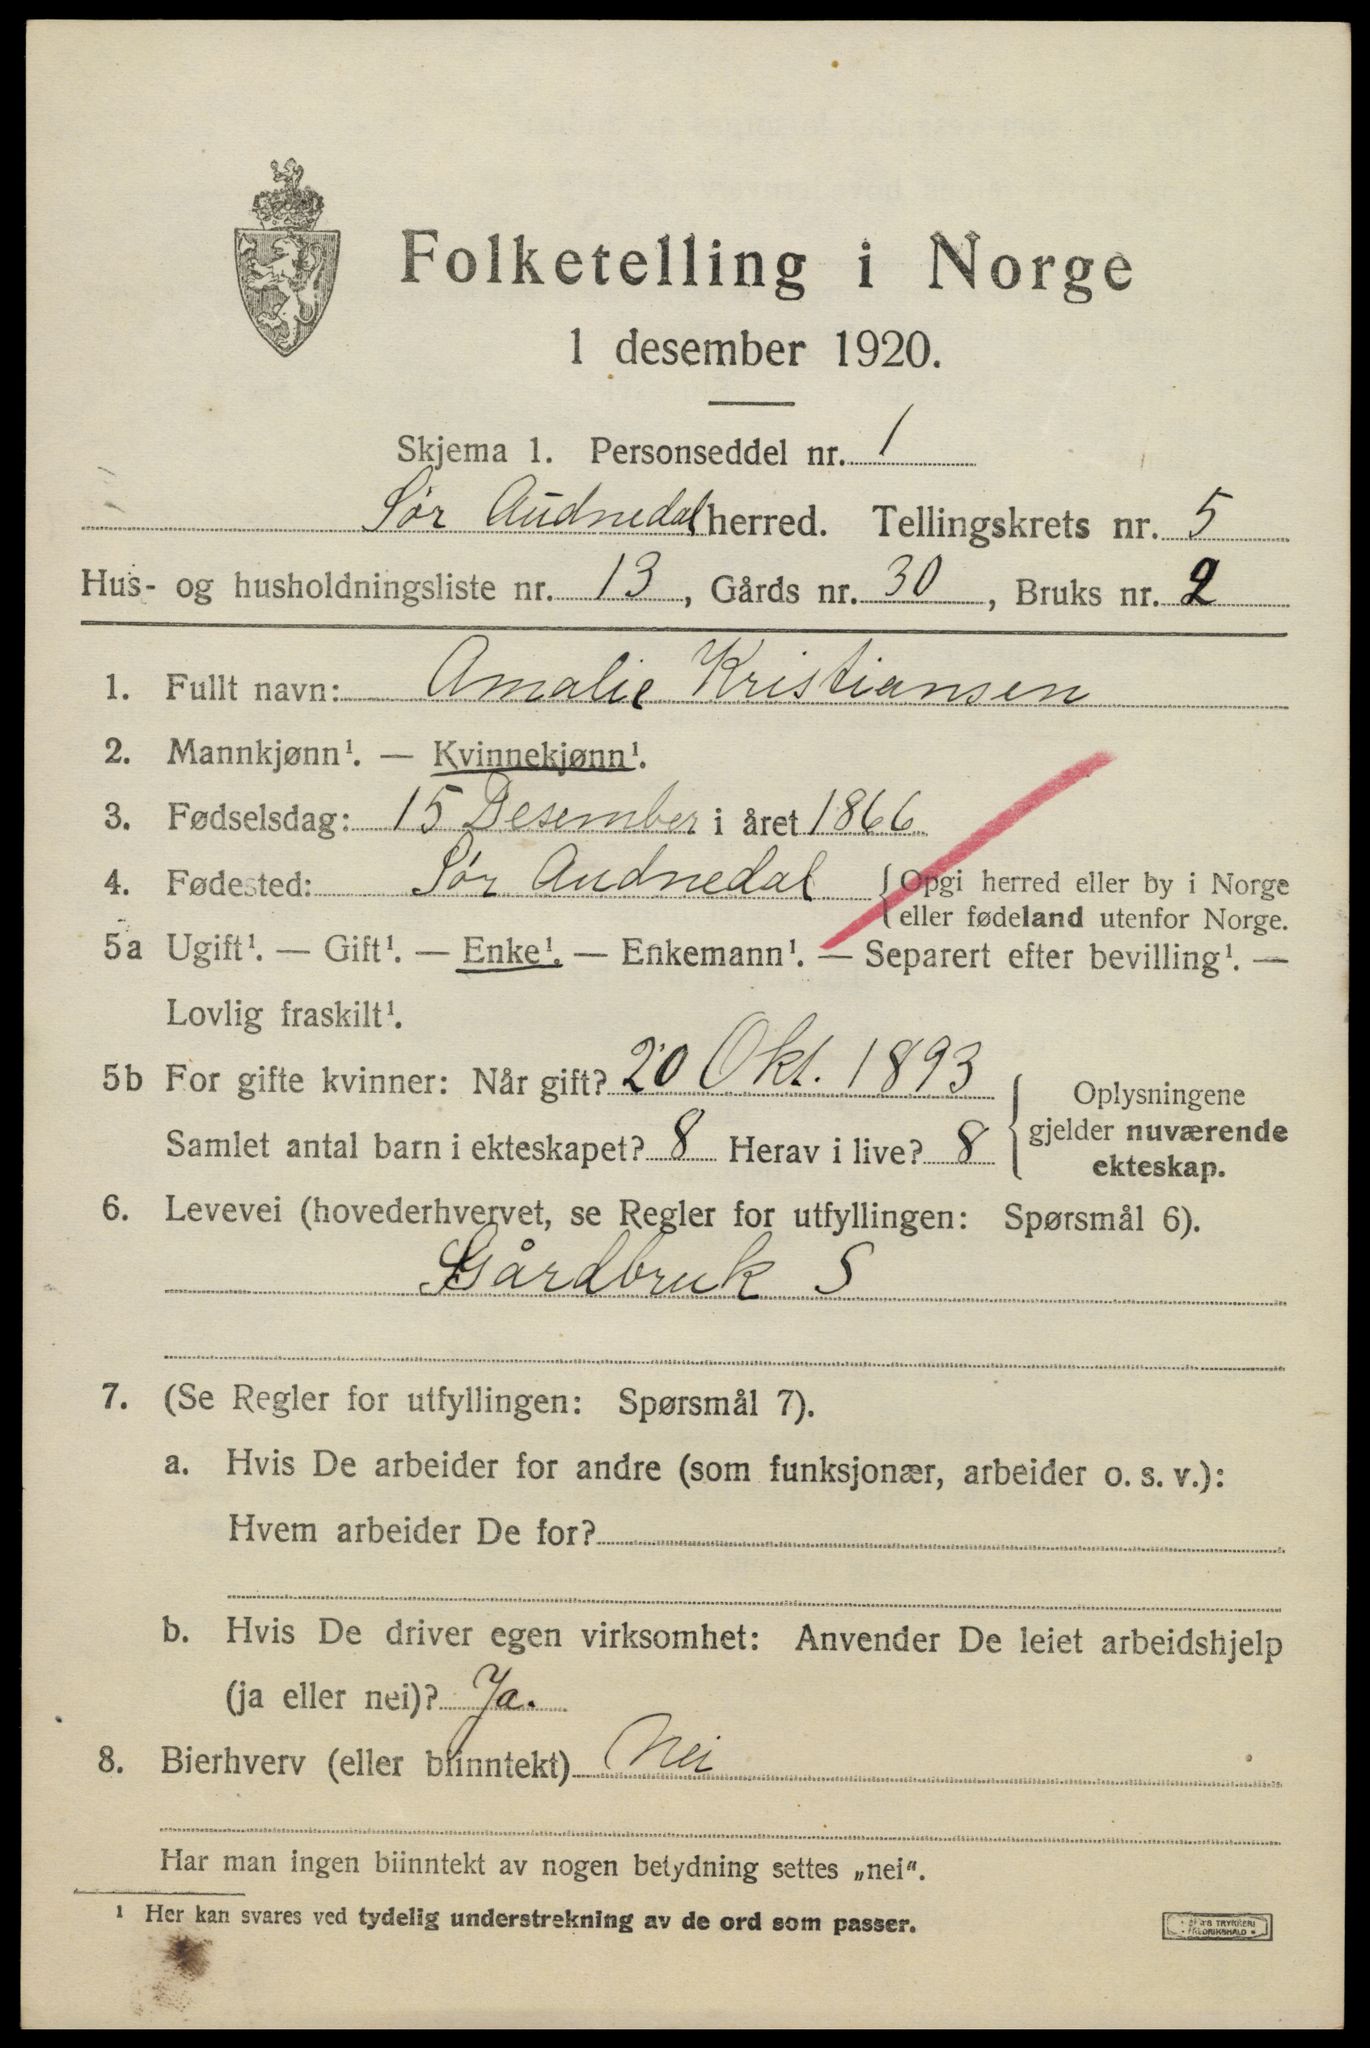 Folketelling i Norge
1 desember 1920.
Skjema 1. Personseddel nr. 1
Sør Audnedal herred. Tellingskrets nr. 5
Hus- og husholdningsliste nr. 13, Gårds nr. 30, Bruks nr. 2
1. Fullt navn: Amalie Kristiansen
2. Mannkjønn¹. — Kvinnekjønn¹.
3. Fødselsdag: 15 Desember i året 1866
4. Fødested: Sør Audnedal {Opgi herred eller by i Norge
{eller fødeland utenfor Norge.
5a Ugift¹. — Gift¹. — Enke¹. — Enkemann¹. — Separert efter bevilling¹. —
Lovlig fraskilt¹.
5b For gifte kvinner: Når gift? 20 Okt. 1893
Samlet antal barn i ekteskapet? 8 Herav i live? 8
Oplysningene
gjelder nuværende
ekteskap.
6. Levevei (hovederhvervet, se Regler for utfyllingen: Spørsmål 6).
Gårdbruk S
7. (Se Regler for utfyllingen: Spørsmål 7).
a. Hvis De arbeider for andre (som funksjonær, arbeider o. s. v.):
Hvem arbeider De for?
b. Hvis De driver egen virksomhet: Anvender De leiet arbeidshjelp
(ja eller nei)? Ja.
8. Bierhverv (eller biinntekt) Nei
Har man ingen biinntekt av nogen betydning settes „nei“.
¹ Her kan svares ved tydelig understrekning av de ord som passer.
TRYKKERI
FREDRIKSHALD